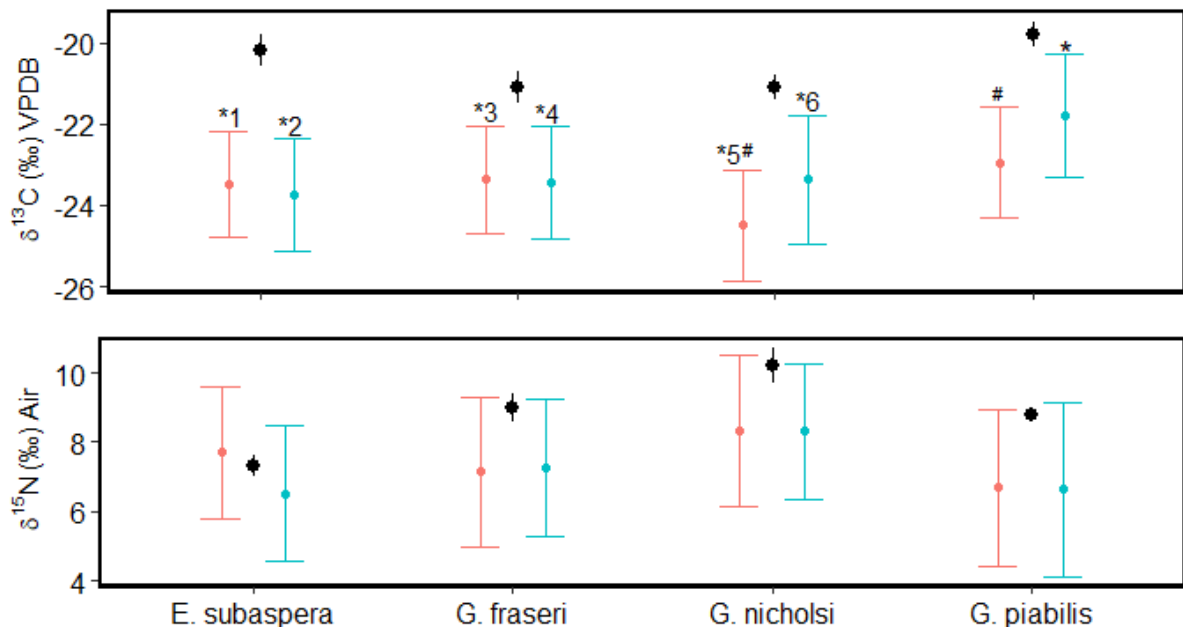 δ¹³C (‰) VPDB
-20
-22
-24
-26
*1
*2
*3
*4
*5#
*6
#
*
δ¹⁵N (‰) Air
10
8
6
4
E. subaspera
G. fraseri
G. nicholsi
G. piabilis